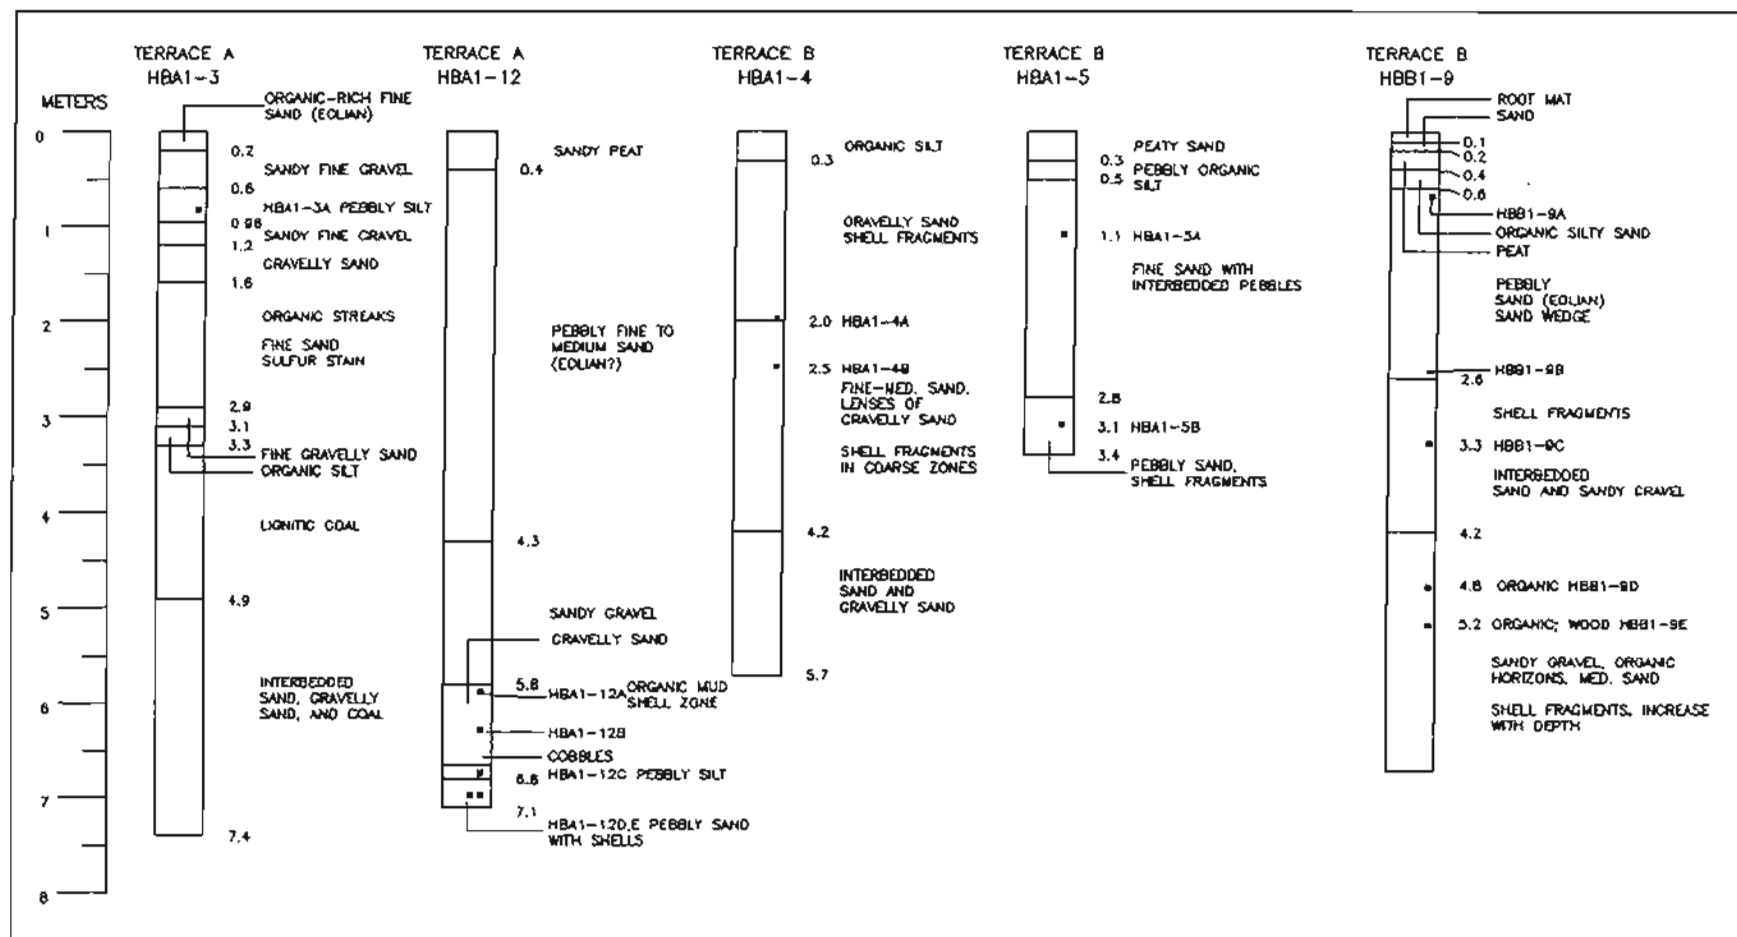 TERRACE A
HBA1-3
TERRACE A
HBA1-12
TERRACE B
HBA1-4
TERRACE B
HBA1-5
TERRACE B
HBB1-9
METERS
0
1
2
3
4
5
6
7
8
ORGANIC-RICH FINE
SAND (EOLIAN)
0.2
SANDY FINE GRAVEL
0.6
HBA1-3A PEBBLY SILT
0.96
SANDY FINE GRAVEL
1.2
GRAVELLY SAND
1.6
ORGANIC STREAKS
FINE SAND
SULFUR STAIN
2.9
3.1
3.3
FINE GRAVELLY SAND
ORGANIC SILT
LIGNITIC COAL
4.9
INTERBEDDED
SAND, GRAVELLY
SAND, AND COAL
7.4
SANDY PEAT
0.4
PEBBLY FINE TO
MEDIUM SAND
(EOLIAN?)
4.3
SANDY GRAVEL
GRAVELLY SAND
5.8
HBA1-12A ORGANIC MUD
SHELL ZONE
HBA1-12B
COBBLES
HBA1-12C PEBBLY SILT
6.8
7.1
HBA1-12D,E PEBBLY SAND
WITH SHELLS
ORGANIC SILT
0.3
GRAVELLY SAND
SHELL FRAGMENTS
2.0 HBA1-4A
2.5 HBA1-4B
FINE-MED. SAND,
LENSES OF
GRAVELLY SAND
SHELL FRAGMENTS
IN COARSE ZONES
4.2
INTERBEDDED
SAND AND
GRAVELLY SAND
5.7
PEATY SAND
0.3
PEBBLY ORGANIC
SILT
0.5
1.1 HBA1-5A
FINE SAND WITH
INTERBEDDED PEBBLES
2.8
3.1 HBA1-5B
3.4
PEBBLY SAND,
SHELL FRAGMENTS
ROOT MAT
SAND
0.1
0.2
0.4
0.6
HBB1-9A
ORGANIC SILTY SAND
PEAT
PEBBLY
SAND (EOLIAN)
SAND WEDGE
HBB1-9B
2.6
SHELL FRAGMENTS
3.3 HBB1-9C
INTERBEDDED
SAND AND SANDY GRAVEL
4.2
4.8 ORGANIC HBB1-9D
5.2 ORGANIC; WOOD HBB1-9E
SANDY GRAVEL, ORGANIC
HORIZONS, MED. SAND
SHELL FRAGMENTS, INCREASE
WITH DEPTH